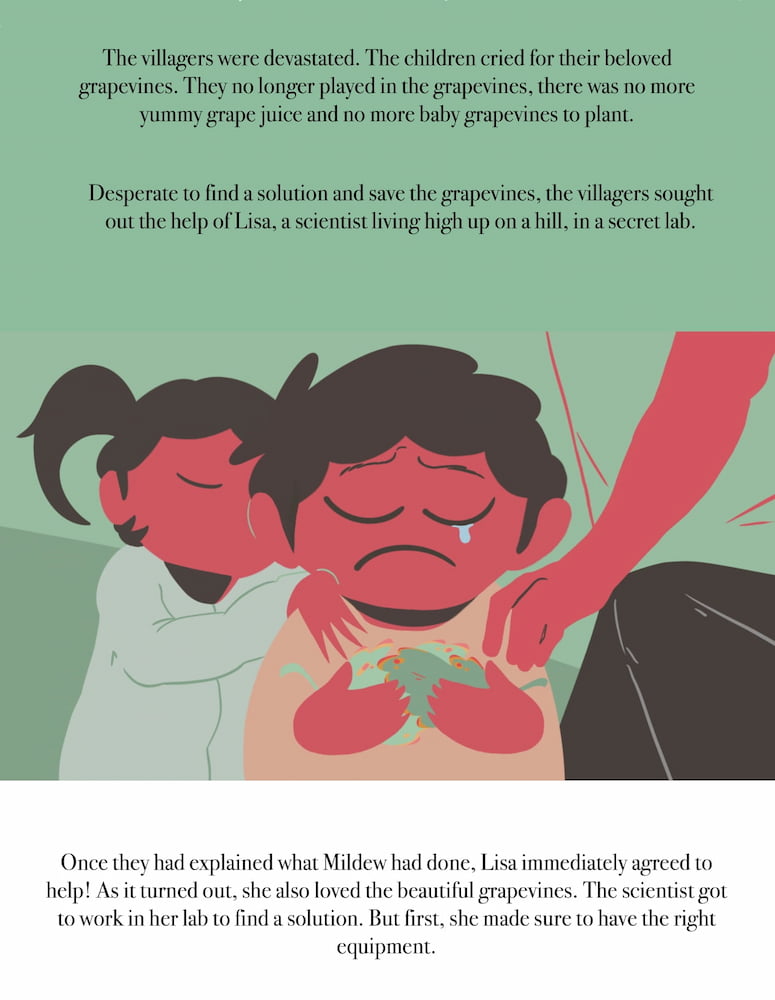 The villagers were devastated. The children cried for their beloved
grapevines. They no longer played in the grapevines, there was no more
yummy grape juice and no more baby grapevines to plant.
Desperate to find a solution and save the grapevines, the villagers sought
out the help of Lisa, a scientist living high up on a hill, in a secret lab.
Once they had explained what Mildew had done, Lisa immediately agreed to
help! As it turned out, she also loved the beautiful grapevines. The scientist got
to work in her lab to find a solution. But first, she made sure to have the right
equipment.